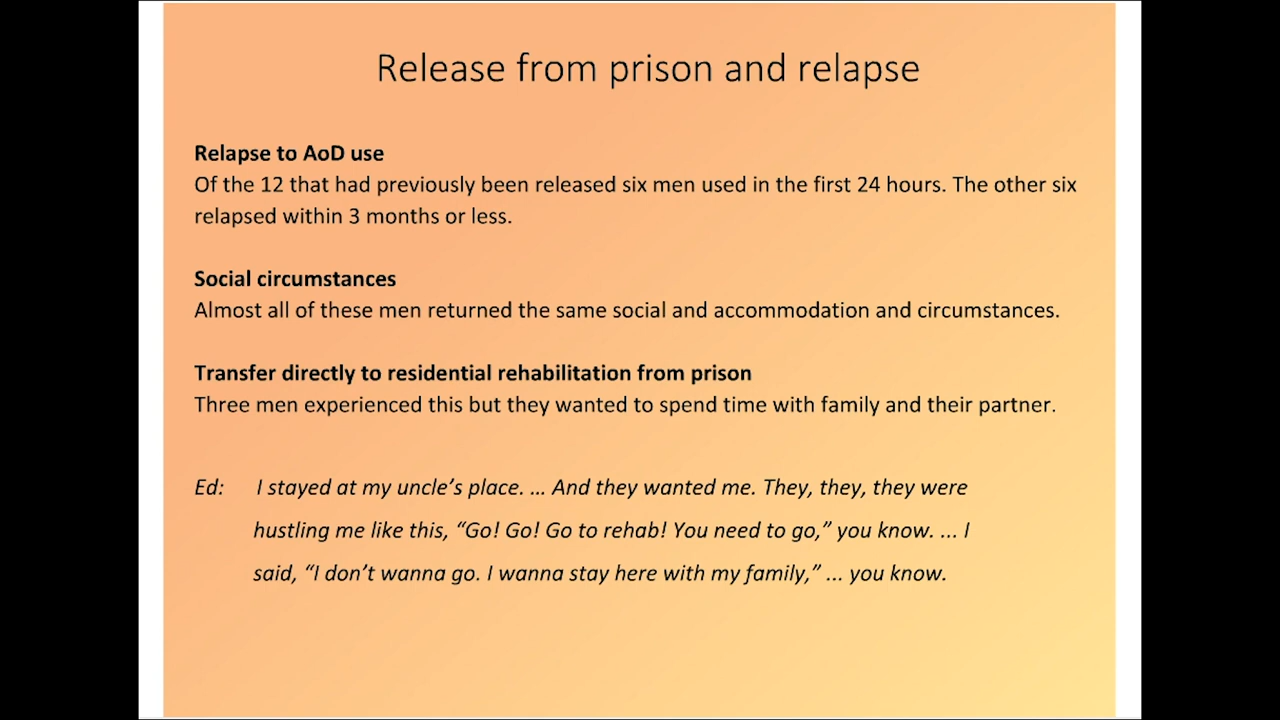 Release from prison and relapse
Relapse to AoD use
Of the 12 that had previously been released six men used in the first 24 hours. The other six
relapsed within 3 months or less.
Social circumstances
Almost all of these men returned the same social and accommodation and circumstances.
Transfer directly to residential rehabilitation from prison
Three men experienced this but they wanted to spend time with family and their partner.
Ed: I stayed at my uncle’s place. … And they wanted me. They, they, they were
hustling me like this, “Go! Go! Go to rehab! You need to go,” you know. ... I
said, “I don’t wanna go. I wanna stay here with my family,” ... you know.